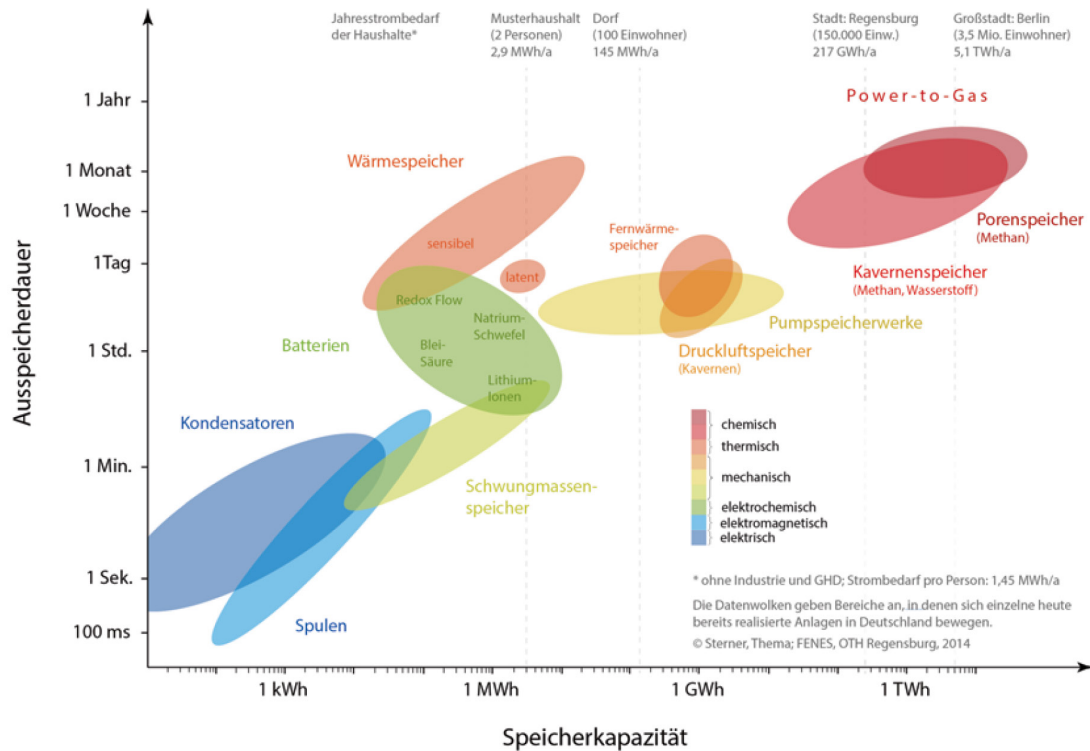 Jahresstrombedarf
der Haushalte*
Musterhaushalt
(2 Personen)
2,9 MWh/a
Dorf
(100 Einwohner)
145 MWh/a
Stadt: Regensburg
(150.000 Einw.)
217 GWh/a
Großstadt: Berlin
(3,5 Mio. Einwohner)
5,1 TWh/a
Ausspeicherdauer
1 Jahr
1 Monat
1 Woche
1Tag
1 Std.
1 Min.
1 Sek.
100 ms
Power-to-Gas
Wärmespeicher
sensibel
latent
Fernwärme-
speicher
Porenspeicher
(Methan)
Kavernenspeicher
(Methan, Wasserstoff)
Redox Flow
Natrium-
Schwefel
Batterien
Blei-
Säure
Lithium-
Ionen
Pumpspeicherwerke
Druckluftspeicher
(Kavernen)
Kondensatoren
Schwungmassen-
speicher
Spulen
chemisch
thermisch
mechanisch
elektrochemisch
elektromagnetisch
elektrisch
* ohne Industrie und GHD; Strombedarf pro Person: 1,45 MWh/a
Die Datenwolken geben Bereiche an, in denen sich einzelne heute
bereits realisierte Anlagen in Deutschland bewegen.
© Sterner, Thema; FENES, OTH Regensburg, 2014
1 kWh
1 MWh
1 GWh
1 TWh
Speicherkapazität